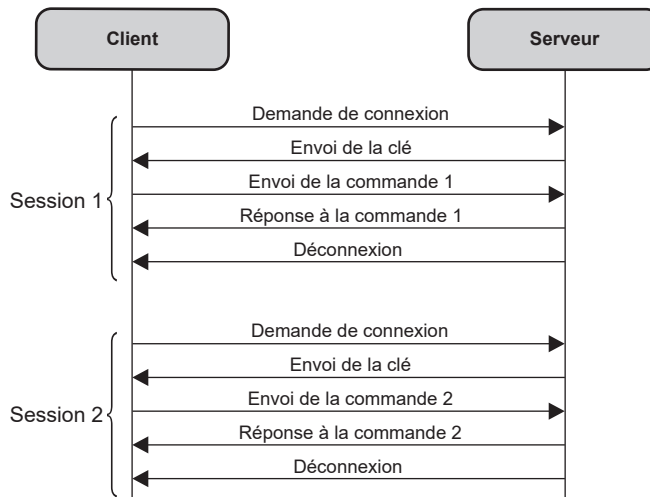 Client
Serveur
Demande de connexion
Envoi de la clé
Envoi de la commande 1
Session 1
Réponse à la commande 1
Déconnexion
Demande de connexion
Envoi de la clé
Envoi de la commande 2
Session 2
Réponse à la commande 2
Déconnexion